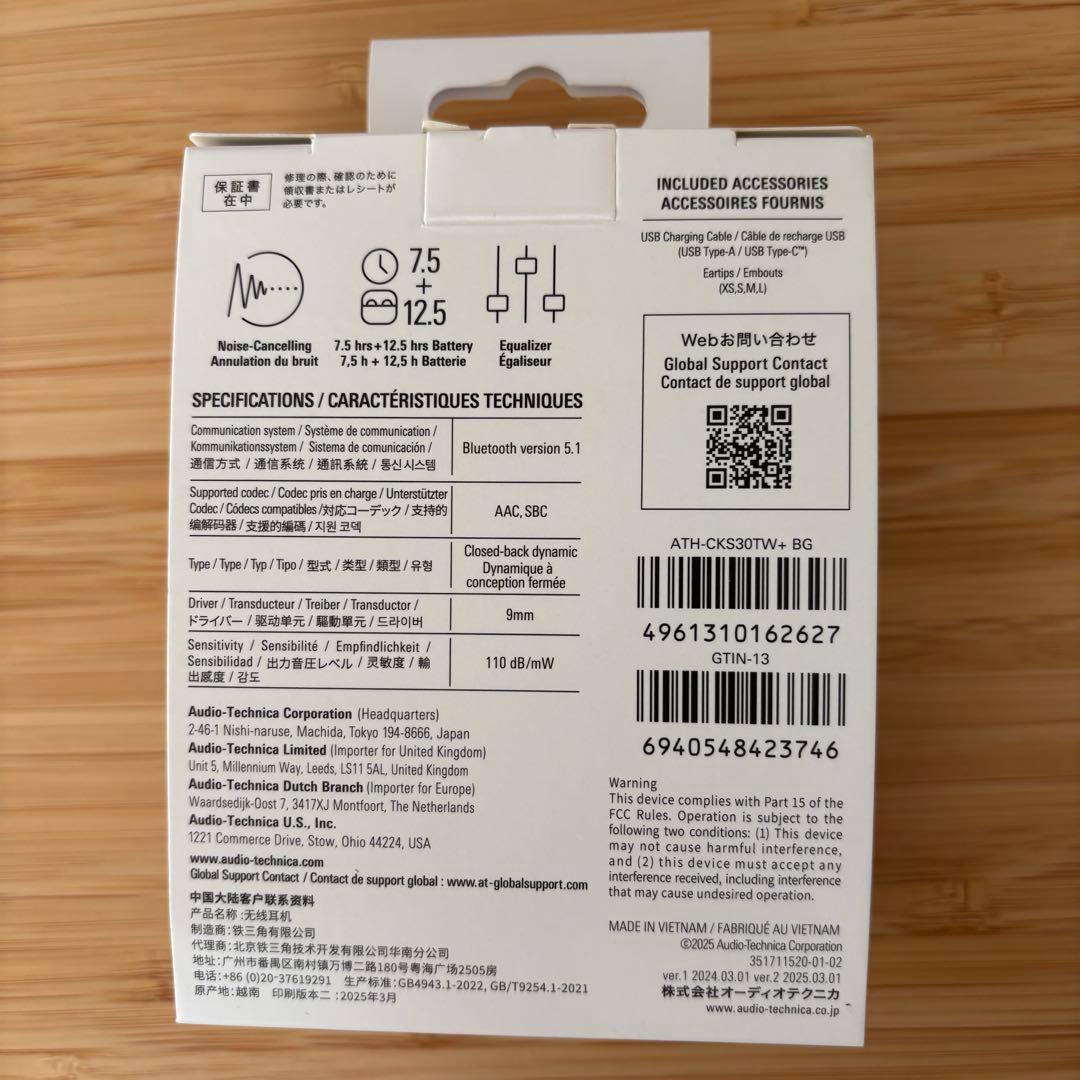 保証書
在中
修理の際、確認のために
領収書またはレシートが
必要です。
7.5
+
12.5
Noise-Cancelling
Annulation du bruit
7.5 hrs+12.5 hrs Battery
7,5 h + 12,5 h Batterie
Equalizer
Égaliseur
SPECIFICATIONS / CARACTÉRISTIQUES TECHNIQUES
Communication system / Système de communication /
Kommunikationssystem / Sistema de comunicación /
通信方式 / 通信系统 / 通訊系統 / 통신 시스템
Bluetooth version 5.1
Supported codec / Codec pris en charge / Unterstützter
Codec / Códecs compatibles /対応コーデック / 支持的
编解码器 / 支援的編碼 / 지원 코덱
AAC, SBC
Type / Type / Typ / Tipo / 型式 / 类型 / 類型 / 유형
Closed-back dynamic
Dynamique à
conception fermée
Driver / Transducteur / Treiber / Transductor /
ドライバー / 驱动单元 / 驅動單元 / 드라이버
9mm
Sensitivity / Sensibilité / Empfindlichkeit /
Sensibilidad / 出力音圧レベル / 灵敏度 / 輸
出感度 / 감도
110 dB/mW
Audio-Technica Corporation (Headquarters)
2-46-1 Nishi-naruse, Machida, Tokyo 194-8666, Japan
Audio-Technica Limited (Importer for United Kingdom)
Unit 5, Millennium Way, Leeds, LS11 5AL, United Kingdom
Audio-Technica Dutch Branch (Importer for Europe)
Waardsedijk-Oost 7, 3417XJ Montfoort, The Netherlands
Audio-Technica U.S., Inc.
1221 Commerce Drive, Stow, Ohio 44224, USA
www.audio-technica.com
Global Support Contact / Contact de support global : www.at-globalsupport.com
中国大陆客户联系资料
产品名称:无线耳机
制造商:铁三角有限公司
代理商:北京铁三角技术开发有限公司华南分公司
地址:广州市番禺区南村镇万博二路180号粤海广场2505房
电话:+86 (0)20-37619291 生产标准:GB4943.1-2022, GB/T9254.1-2021
原产地:越南 印刷版本二:2025年3月
INCLUDED ACCESSORIES
ACCESSOIRES FOURNIS
USB Charging Cable / Câble de recharge USB
(USB Type-A / USB Type-C™)
Eartips / Embouts
(XS,S,M,L)
Webお問い合わせ
Global Support Contact
Contact de support global
ATH-CKS30TW+ BG
4961310162627
GTIN-13
6940548423746
Warning
This device complies with Part 15 of the
FCC Rules. Operation is subject to the
following two conditions: (1) This device
may not cause harmful interference,
and (2) this device must accept any
interference received, including interference
that may cause undesired operation.
MADE IN VIETNAM / FABRIQUÉ AU VIETNAM
©2025 Audio-Technica Corporation
351711520-01-02
ver.1 2024.03.01 ver.2 2025.03.01
株式会社オーディオテクニカ
www.audio-technica.co.jp